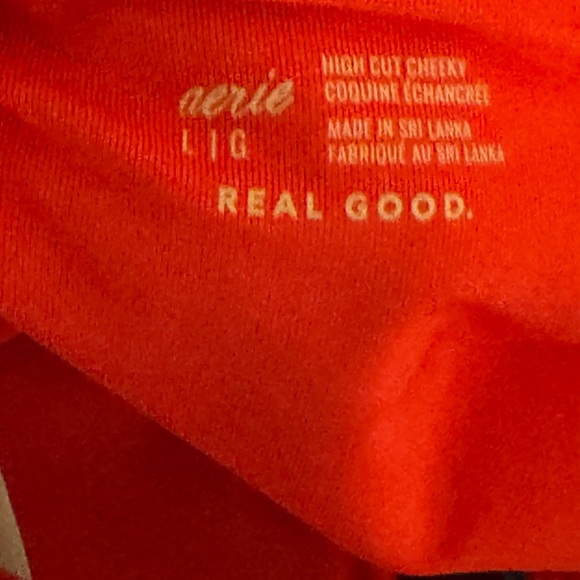 aerie
L | G
HIGH CUT CHEEKY
COQUINE ÉCHANCRÉE
MADE IN SRI LANKA
FABRIQUÉ AU SRI LANKA
REAL GOOD.